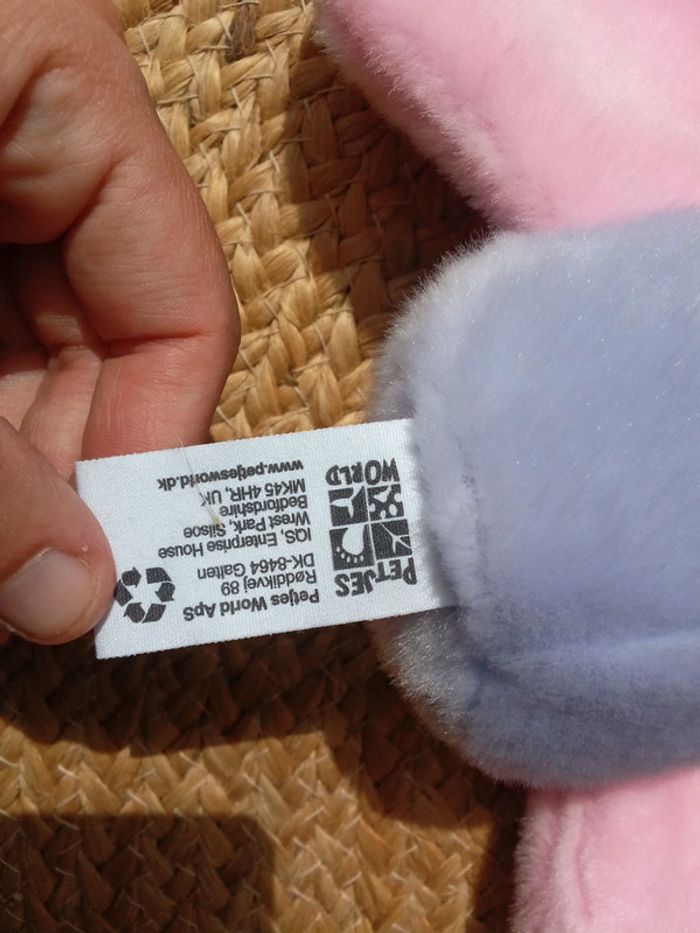 PETJES
WORLD
Petjes World ApS
Røddikvej 89
DK-8464 Galten
IQS, Enterprise House
Wrest Park, Silsoe
Bedfordshire
MK45 4HR, UK
www.petjesworld.dk